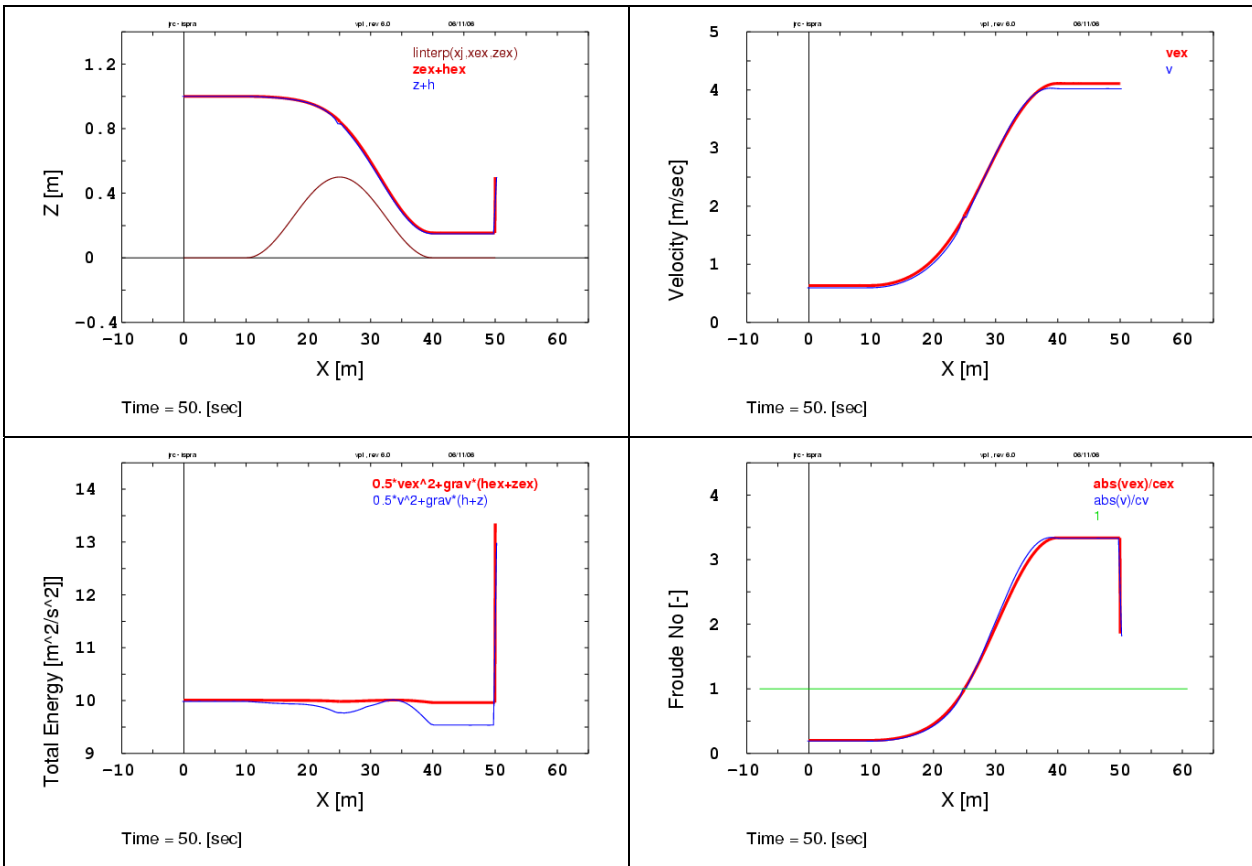 jrc - ispra vpl , rev 6.0 06/11/06
linterp(xj,xex,zex)
zex+hex
z+h
1.2
0.8
0.4
0
-0.4
Z [m]
-10 0 10 20 30 40 50 60
X [m]
Time = 50. [sec]
jrc - ispra vpl , rev 6.0 06/11/06
vex
v
5
4
3
2
1
0
Velocity [m/sec]
-10 0 10 20 30 40 50 60
X [m]
Time = 50. [sec]
jrc - ispra vpl , rev 6.0 06/11/06
0.5*vex^2+grav*(hex+zex)
0.5*v^2+grav*(h+z)
14
13
12
11
10
9
Total Energy [m^2/s^2]]
-10 0 10 20 30 40 50 60
X [m]
Time = 50. [sec]
jrc - ispra vpl , rev 6.0 06/11/06
abs(vex)/cex
abs(v)/cv
1
4
3
2
1
0
Froude No [-]
-10 0 10 20 30 40 50 60
X [m]
Time = 50. [sec]